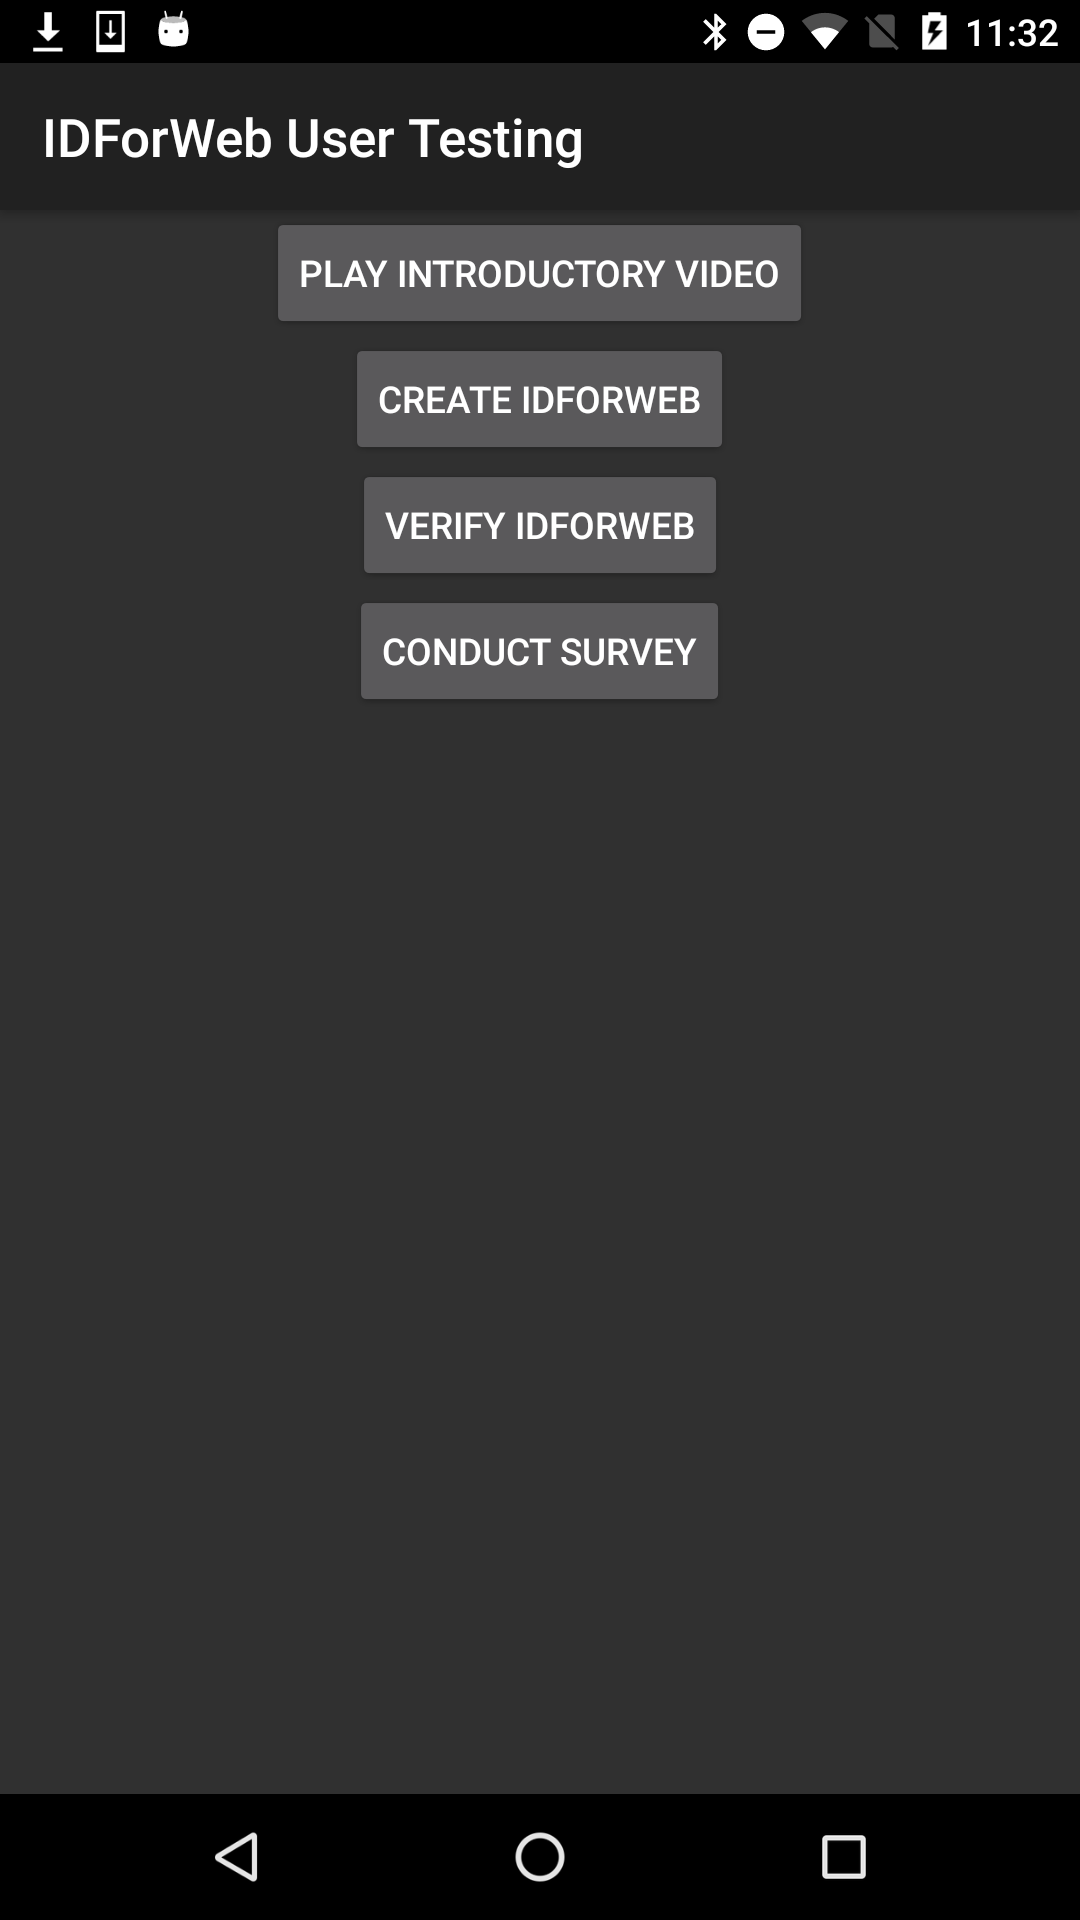 11:32
IDForWeb User Testing
PLAY INTRODUCTORY VIDEO
CREATE IDFORWEB
VERIFY IDFORWEB
CONDUCT SURVEY